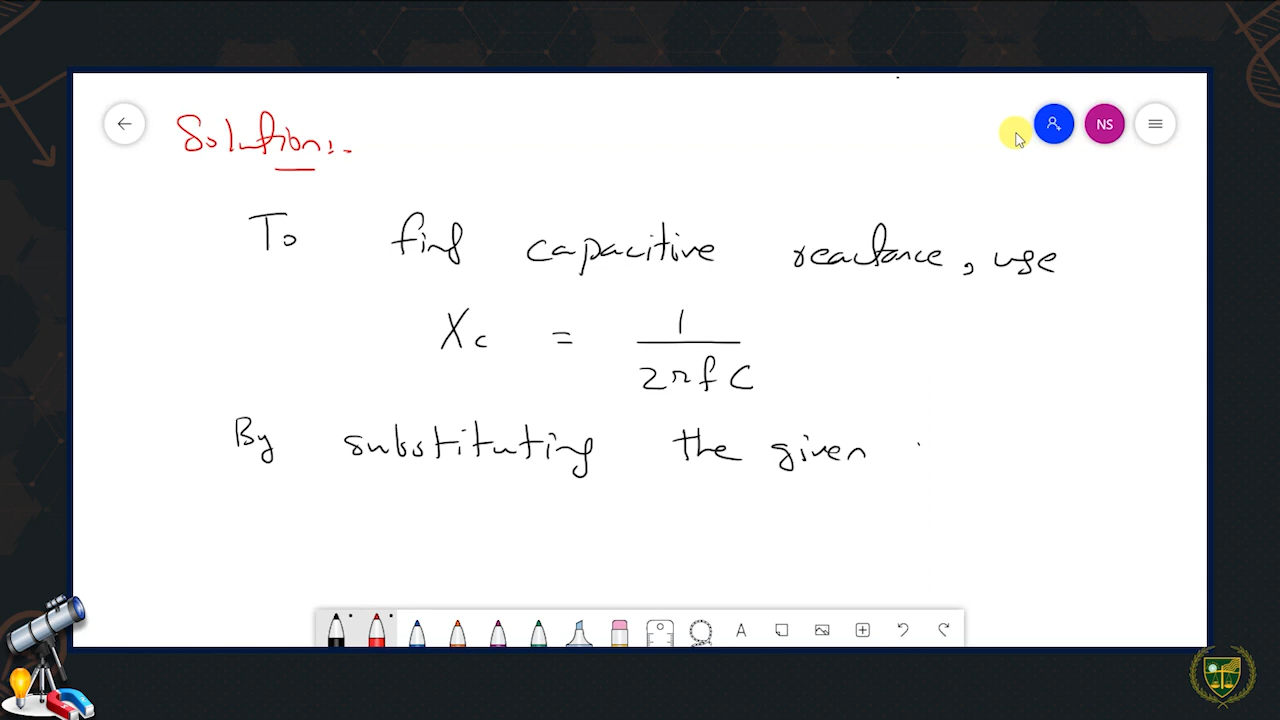 Solution:-
NS
To find capacitive reactance, use
Xc = 1 / 2πfC
By substituting the given
A